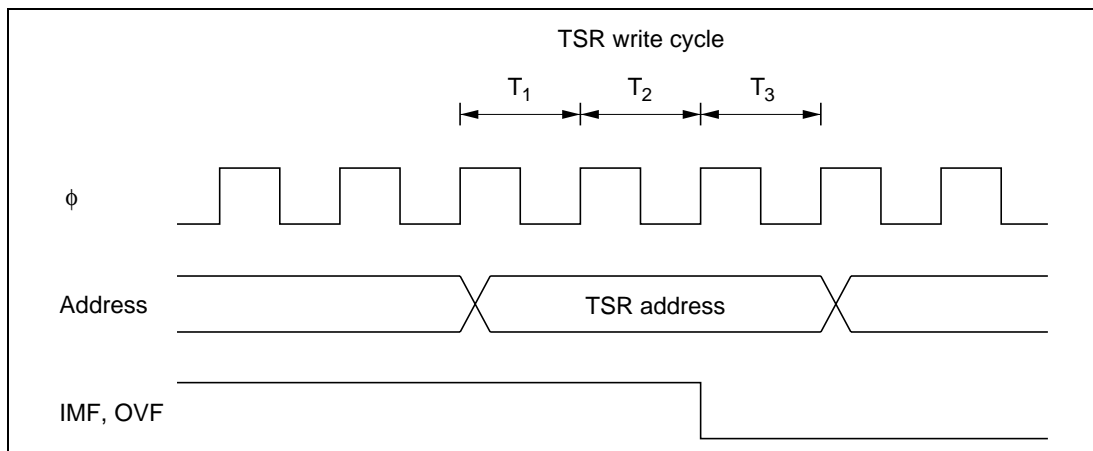 TSR write cycle
T1 T2 T3
ϕ
Address TSR address
IMF, OVF